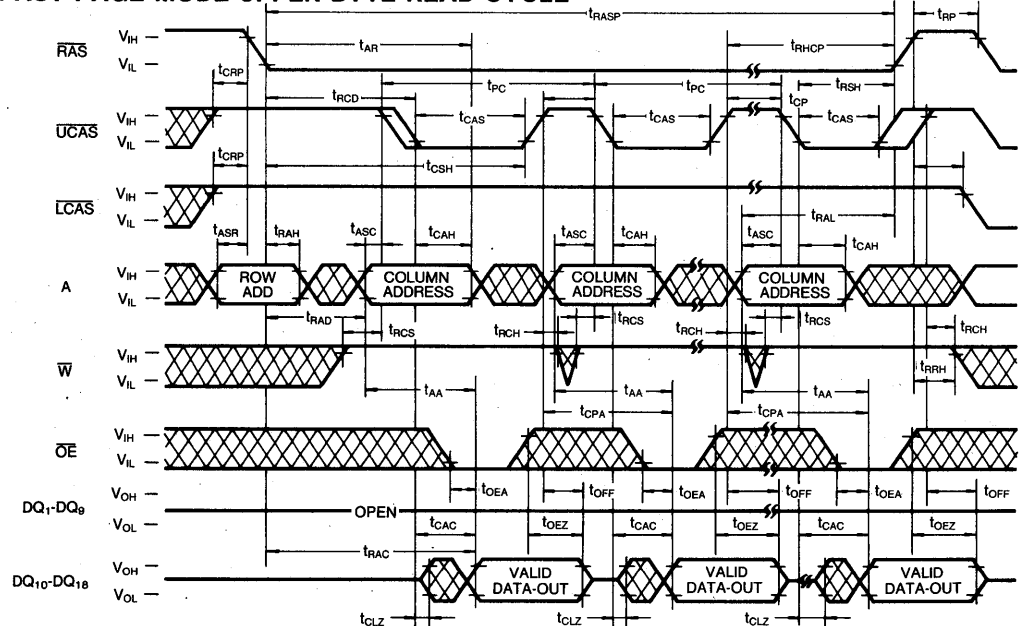 FAST PAGE MODE UPPER BYTE READ CYCLE
tRASP
tRP
RAS
VIH
VIL
tAR
tRHCP
tCRP
tRCD
tPC
tPC
tCP
tRSH
UCAS
VIH
VIL
tCAS
tCAS
tCAS
tCRP
tCSH
LCAS
VIH
VIL
tRAL
tASR
tRAH
tASC
tCAH
tASC
tCAH
tASC
tCAH
A
VIH
VIL
ROW ADD
COLUMN ADDRESS
COLUMN ADDRESS
COLUMN ADDRESS
tRAD
tRCS
tRCH
tRCS
tRCH
tRCS
tRCH
W
VIH
VIL
tRRH
tAA
tAA
tAA
tCPA
tCPA
OE
VIH
VIL
tOEA
tOFF
tOEA
tOFF
tOEA
tOFF
DQ1-DQ9
VOH
VOL
OPEN
tCAC
tOEZ
tCAC
tOEZ
tCAC
tOEZ
tRAC
DQ10-DQ18
VOH
VOL
VALID DATA-OUT
VALID DATA-OUT
VALID DATA-OUT
tCLZ
tCLZ
tCLZ